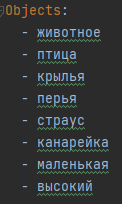 Objects:
- животное
- птица
- крылья
- перья
- страус
- канарейка
- маленькая
- высокий